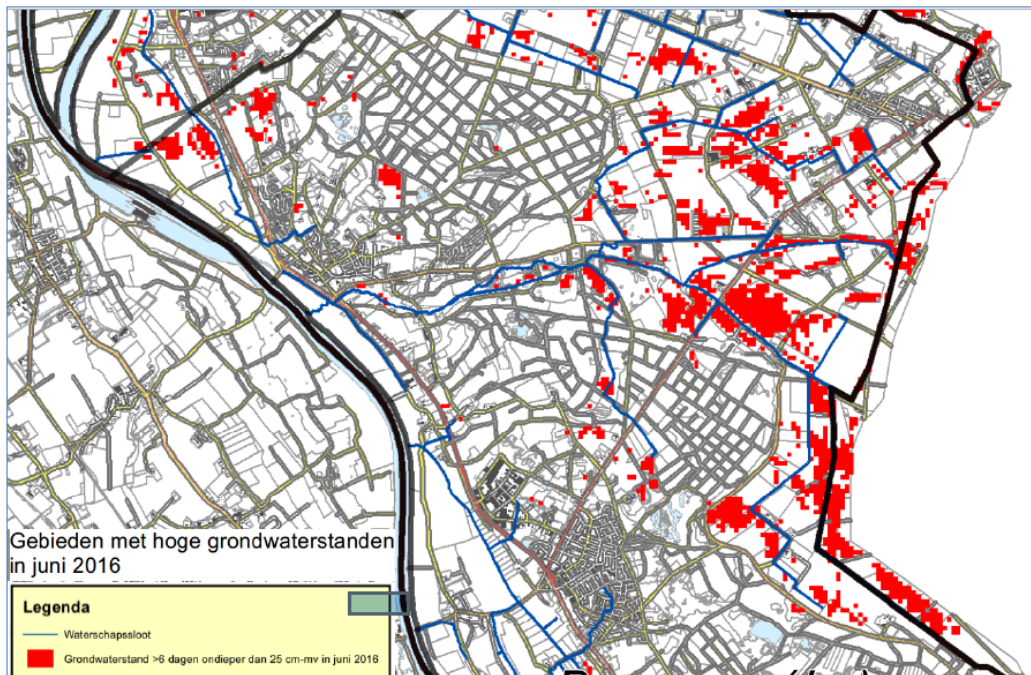 Gebieden met hoge grondwaterstanden
in juni 2016
Legenda
Waterschapssloot
Grondwaterstand >6 dagen ondieper dan 25 cm-mv in juni 2016